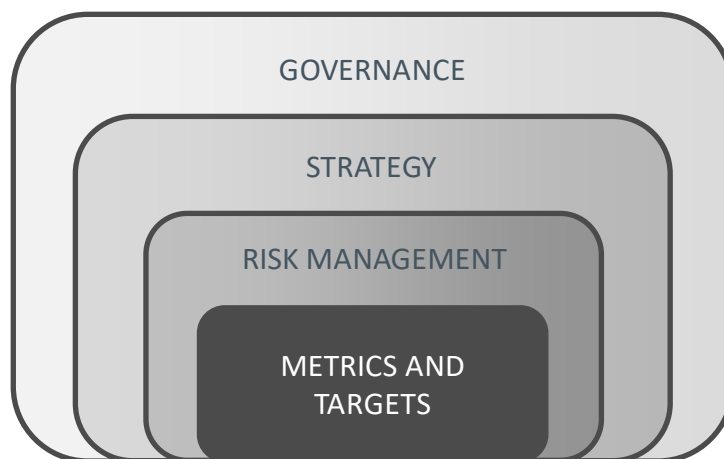 GOVERNANCE
STRATEGY
RISK MANAGEMENT
METRICS AND
TARGETS